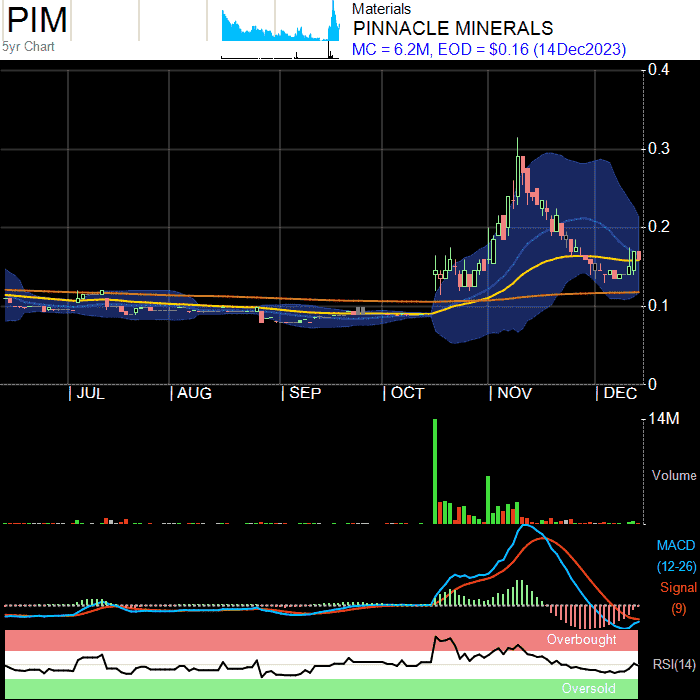 PIM
5yr Chart
Materials
PINNACLE MINERALS
MC = 6.2M, EOD = $0.16 (14Dec2023)
0.4
0.3
0.2
0.1
0
| JUL | AUG | SEP | OCT | NOV | DEC
14M
Volume
MACD
(12-26)
Signal
(9)
Overbought
RSI(14)
Oversold